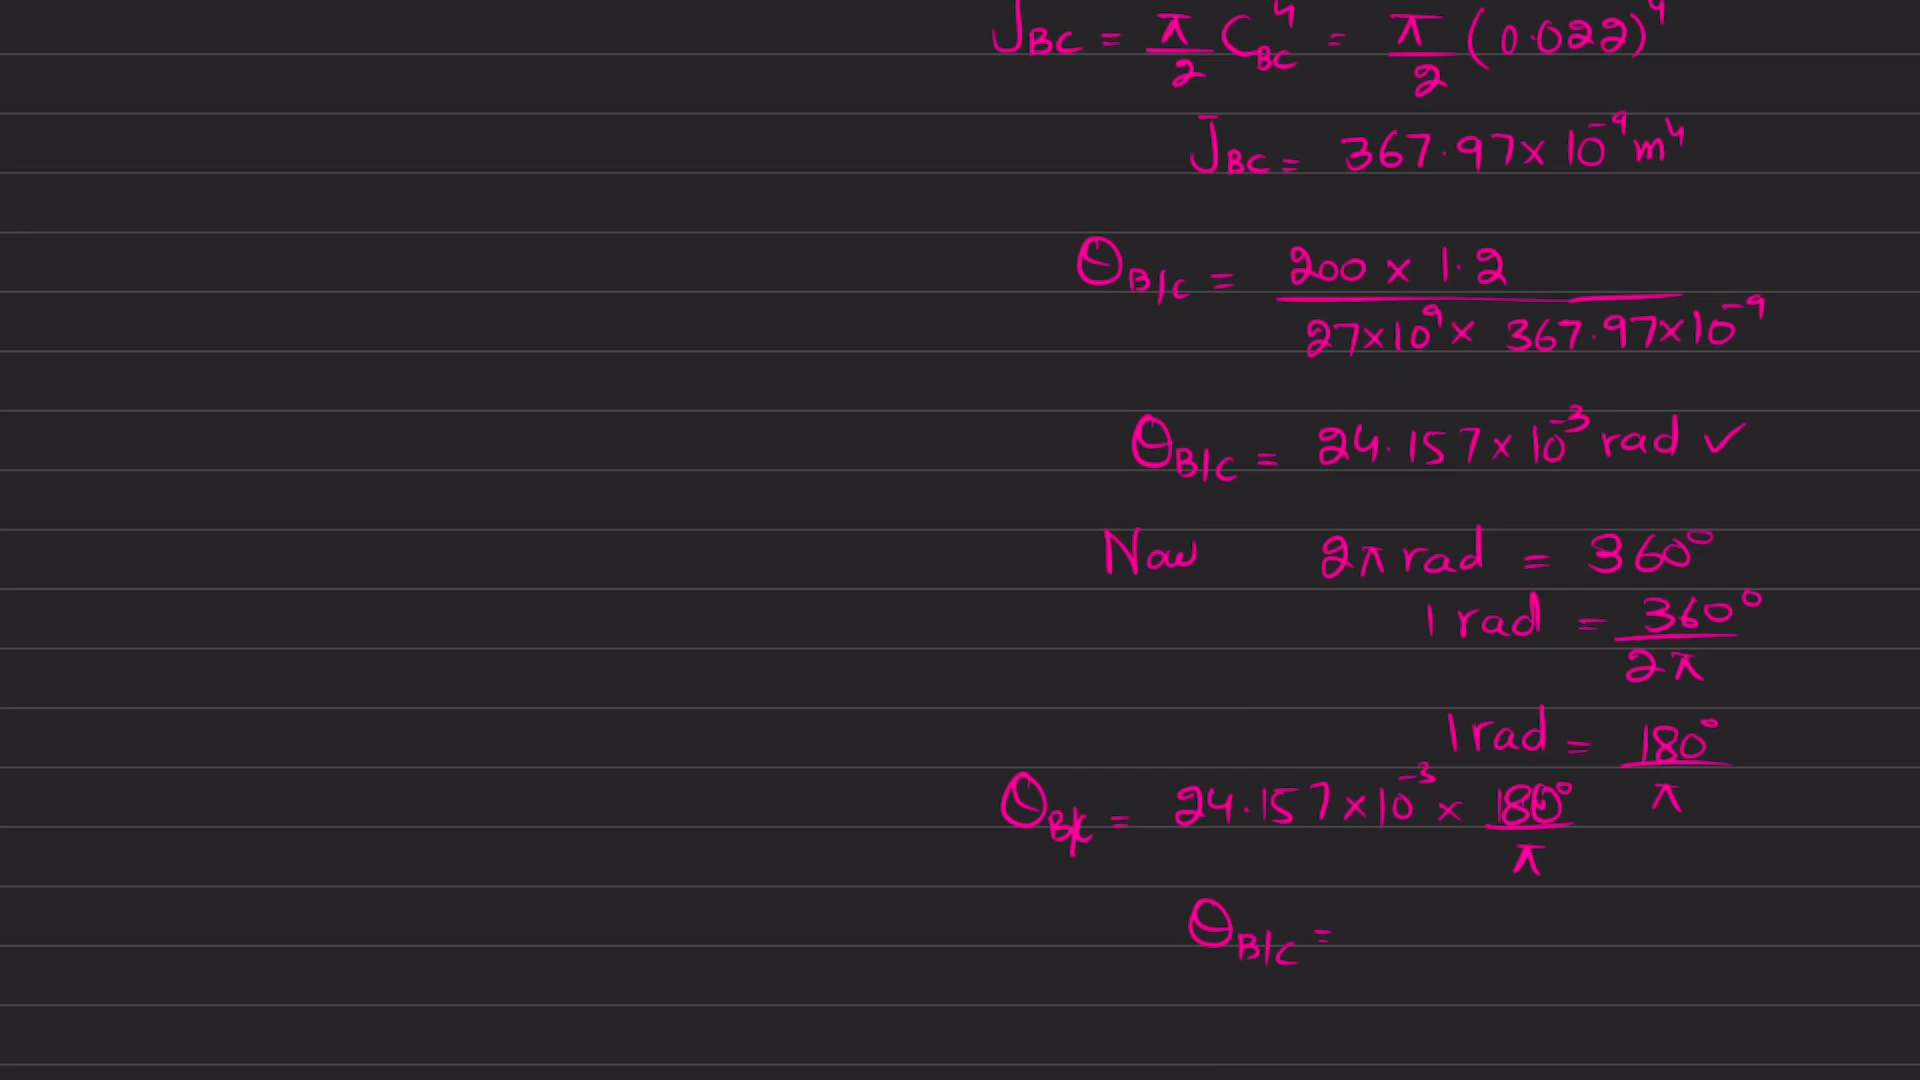 J_BC = π/2 C_BC^4 = π/2 (0.022)^4
J_BC = 367.97 × 10^-9 m^4
θ_B/C = 200 × 1.2 / 27×10^9 × 367.97×10^-9
θ_B/C = 24.157 × 10^-3 rad ✓
Now 2π rad = 360°
1 rad = 360° / 2π
1 rad = 180° / π
θ_B/C = 24.157 × 10^-3 × 180° / π
θ_B/C =